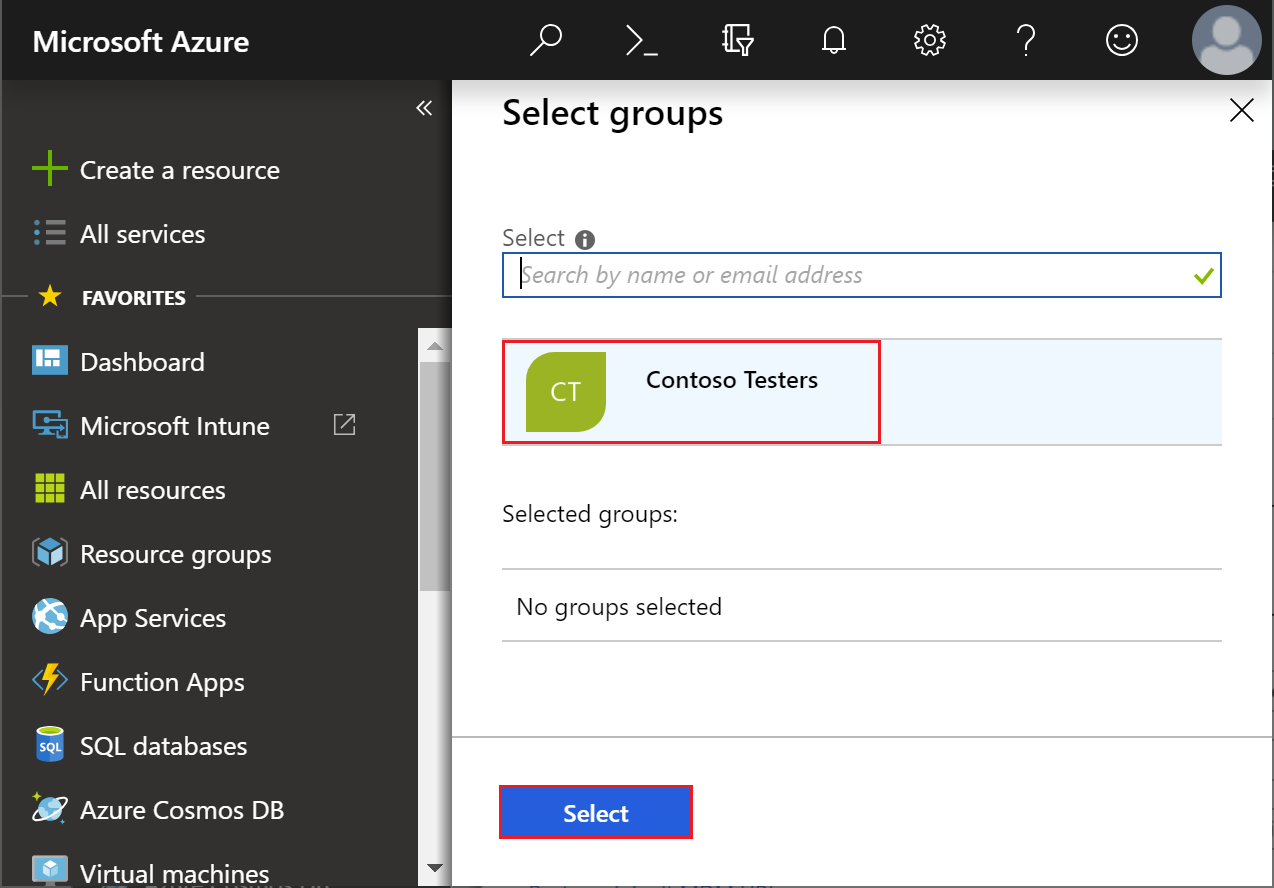 Microsoft Azure
Create a resource
All services
FAVORITES
Dashboard
Microsoft Intune
All resources
Resource groups
App Services
Function Apps
SQL
SQL databases
Azure Cosmos DB
Virtual machines
Select groups
Select
Search by name or email address
CT
Contoso Testers
Selected groups:
No groups selected
Select